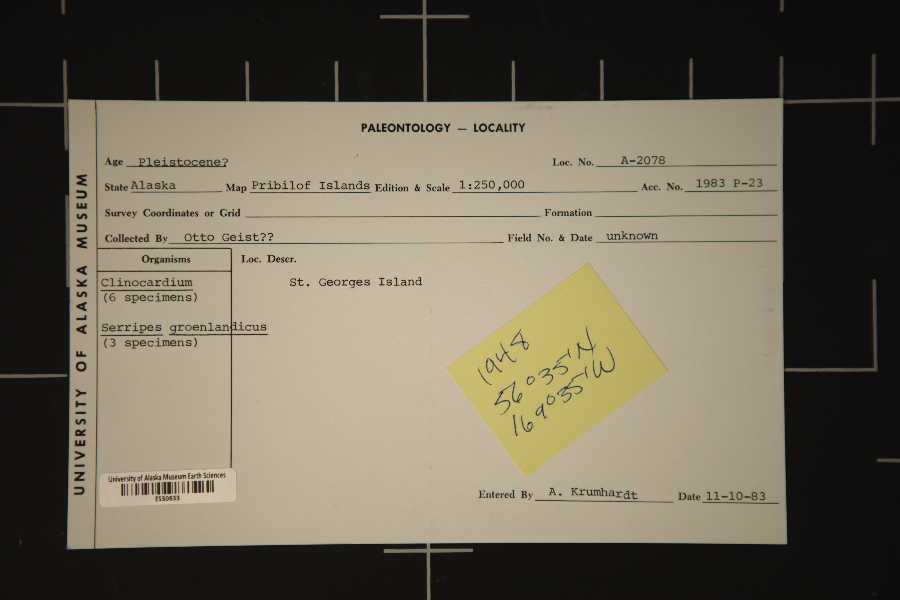 PALEONTOLOGY — LOCALITY
Age Pleistocene? Loc. No. A-2078
State Alaska Map Pribilof Islands Edition & Scale 1:250,000 Acc. No. 1983 P-23
Survey Coordinates or Grid Formation
Collected By Otto Geist?? Field No. & Date unknown
Organisms Loc. Descr.
Clinocardium St. Georges Island
(6 specimens)
Serripes groenlandicus
(3 specimens)
1948
56°35'N
169°35'W
University of Alaska Museum Earth Sciences
ES30633
Entered By A. Krumhardt Date 11-10-83
UNIVERSITY OF ALASKA MUSEUM